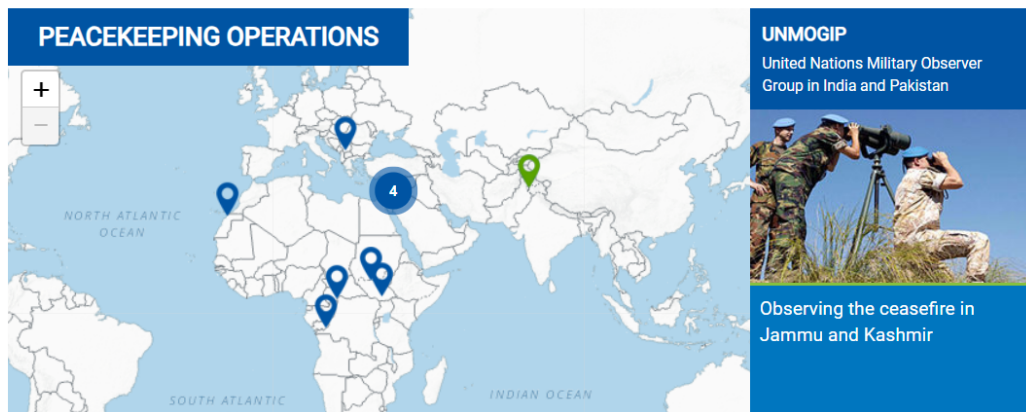 PEACEKEEPING OPERATIONS
+
−
NORTH ATLANTIC
OCEAN
4
SOUTH ATLANTIC
INDIAN OCEAN
UNMOGIP
United Nations Military Observer
Group in India and Pakistan
Observing the ceasefire in
Jammu and Kashmir